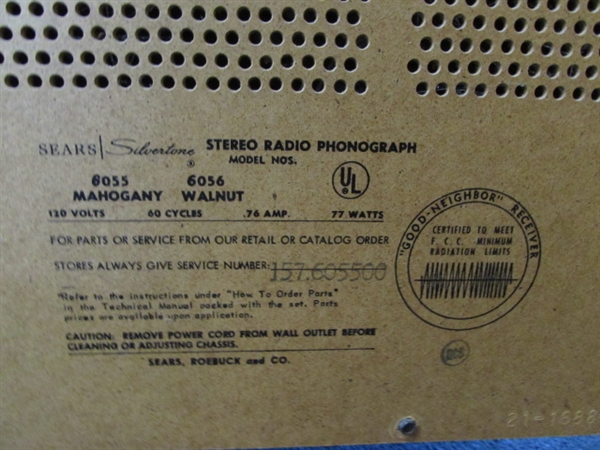 SEARS | Silvertone ® STEREO RADIO PHONOGRAPH
MODEL NOS.
6055 6056
MAHOGANY WALNUT
UL
120 VOLTS 60 CYCLES .76 AMP. 77 WATTS
FOR PARTS OR SERVICE FROM OUR RETAIL OR CATALOG ORDER
STORES ALWAYS GIVE SERVICE NUMBER: 157.605500
*Refer to the instructions under "How To Order Parts"
in the Technical Manual packed with the set. Parts
prices are available upon application.
CAUTION: REMOVE POWER CORD FROM WALL OUTLET BEFORE
CLEANING OR ADJUSTING CHASSIS.
SEARS, ROEBUCK and CO.
"GOOD-NEIGHBOR" RECEIVER
CERTIFIED TO MEET
F. C. C. MINIMUM
RADIATION LIMITS